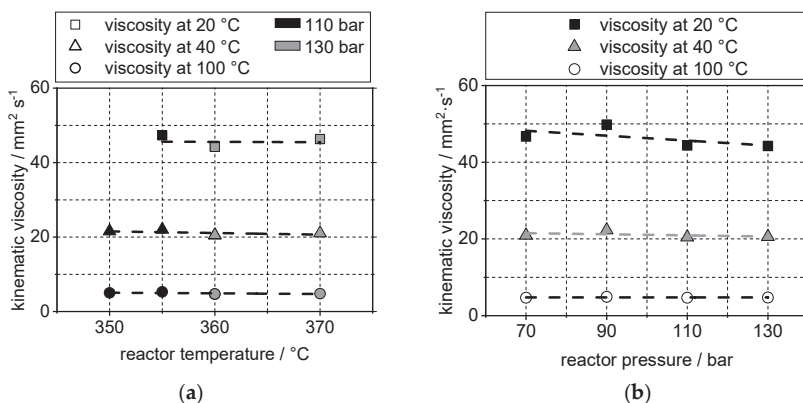 (a)
viscosity at 20 °C 110 bar
viscosity at 40 °C 130 bar
viscosity at 100 °C
60
40
20
0
kinematic viscosity / mm² s⁻¹
350 360 370
reactor temperature / °C
(a)
viscosity at 20 °C
viscosity at 40 °C
viscosity at 100 °C
60
40
20
0
kinematic viscosity / mm²·s⁻¹
70 90 110 130
reactor pressure / bar
(b)